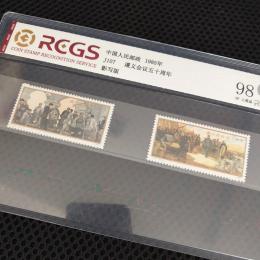 RCGS
COIN STAMP RECOGNITION SERVICE
中国人民邮政 1985年
J107 遵义会议五十周年
影写版
98